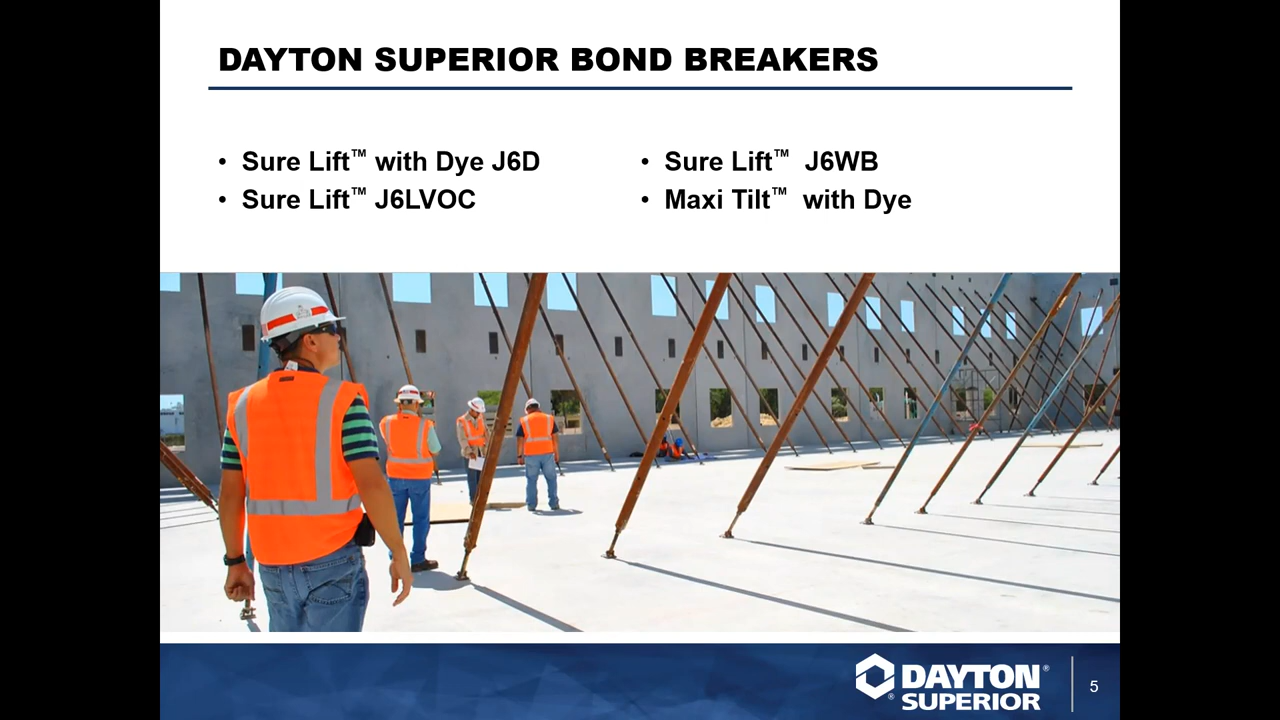 DAYTON SUPERIOR BOND BREAKERS
• Sure Lift™ with Dye J6D
• Sure Lift™ J6LVOC
• Sure Lift™ J6WB
• Maxi Tilt™ with Dye
DAYTON®
®SUPERIOR
5